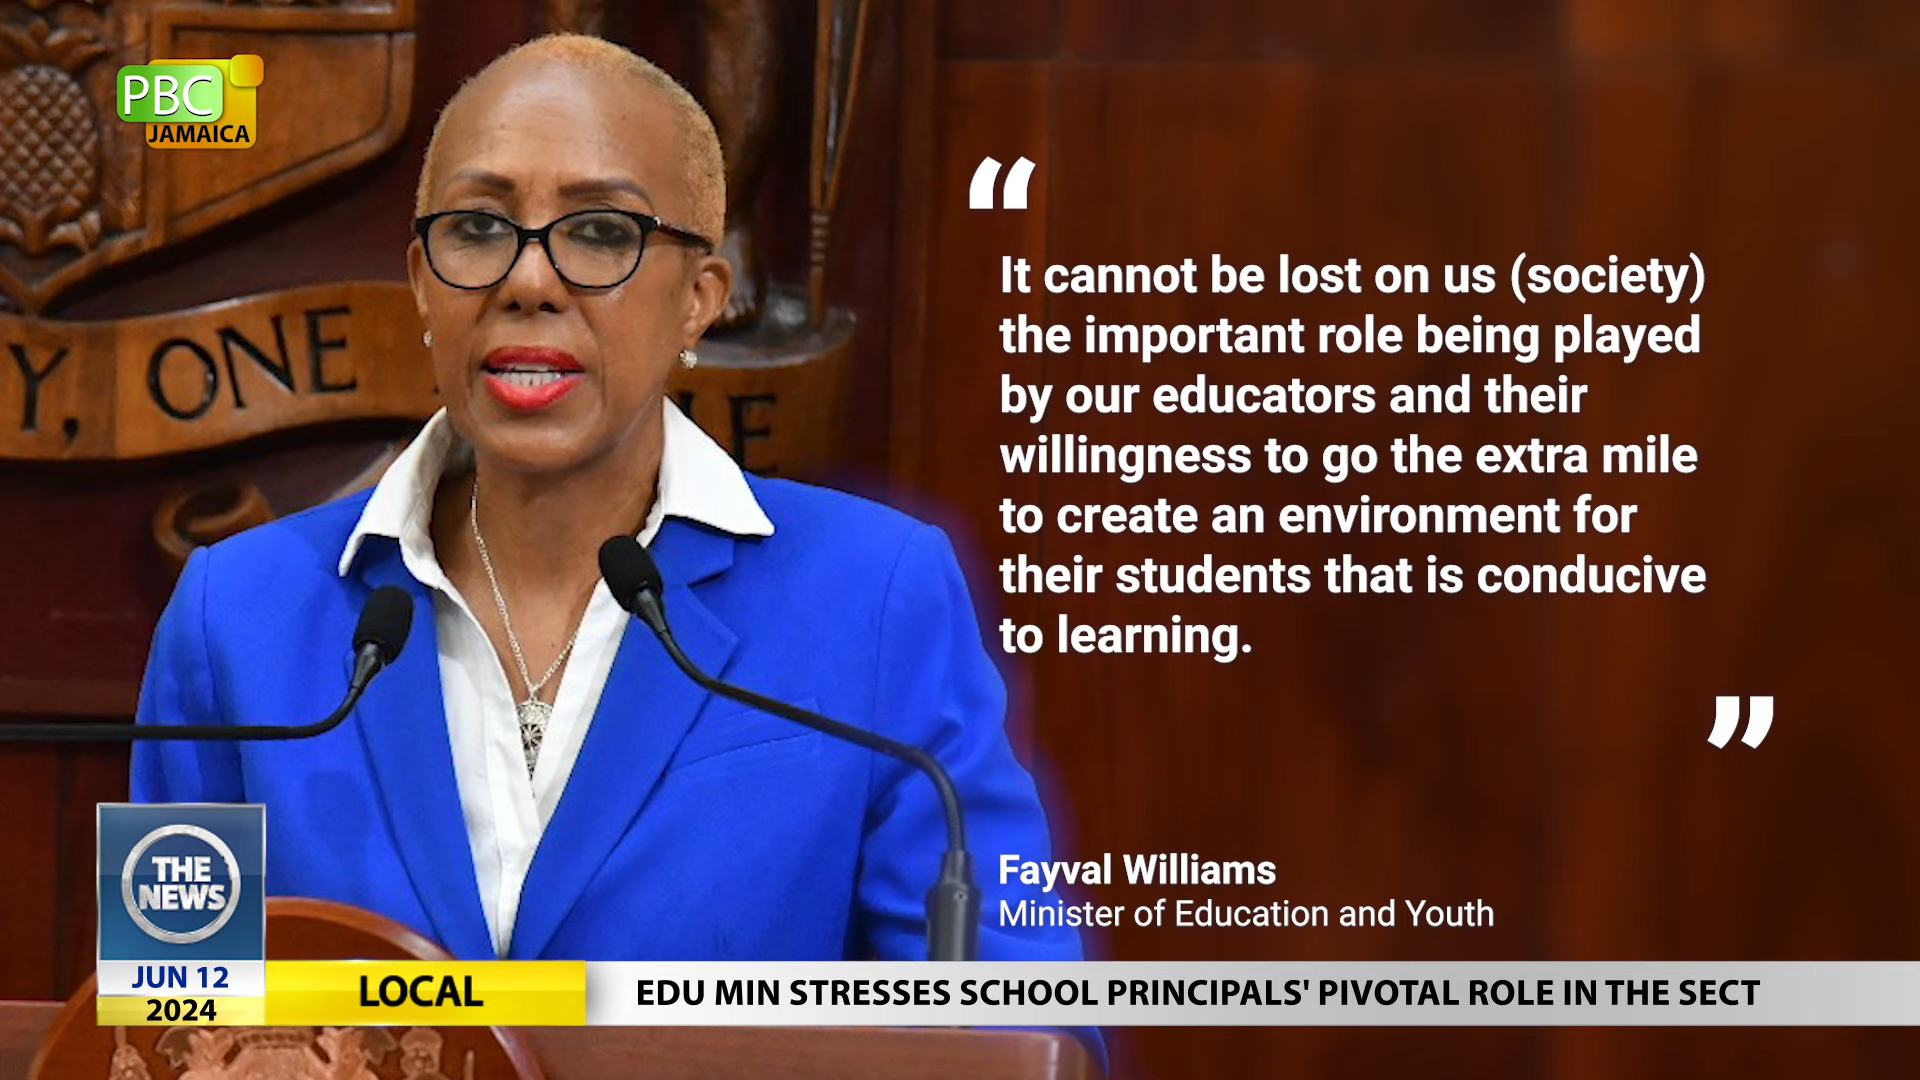 PBC
JAMAICA
Y, ONE
LE
“
It cannot be lost on us (society)
the important role being played
by our educators and their
willingness to go the extra mile
to create an environment for
their students that is conducive
to learning.
”
Fayval Williams
Minister of Education and Youth
THE
NEWS
JUN 12
2024
LOCAL
EDU MIN STRESSES SCHOOL PRINCIPALS' PIVOTAL ROLE IN THE SECT